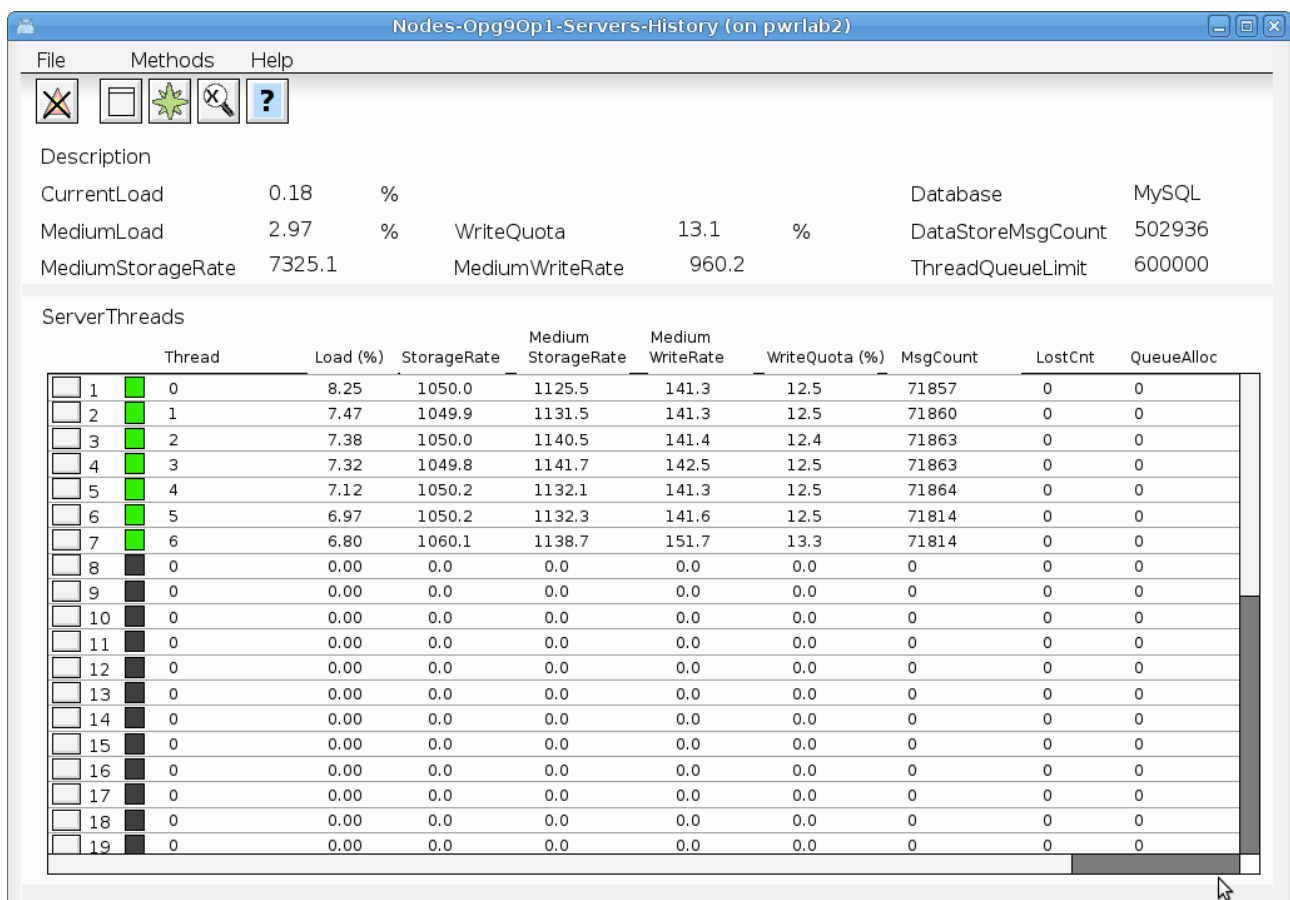 Nodes-Opg9Op1-Servers-History (on pwrlab2)
File Methods Help
X ?
Description
CurrentLoad 0.18 % Database MySQL
MediumLoad 2.97 % WriteQuota 13.1 % DataStoreMsgCount 502936
MediumStorageRate 7325.1 MediumWriteRate 960.2 ThreadQueueLimit 600000
ServerThreads
Medium Medium
Thread Load (%) StorageRate StorageRate WriteRate WriteQuota (%) MsgCount LostCnt QueueAlloc
1 0 8.25 1050.0 1125.5 141.3 12.5 71857 0 0
2 1 7.47 1049.9 1131.5 141.3 12.5 71860 0 0
3 2 7.38 1050.0 1140.5 141.4 12.4 71863 0 0
4 3 7.32 1049.8 1141.7 142.5 12.5 71863 0 0
5 4 7.12 1050.2 1132.1 141.3 12.5 71864 0 0
6 5 6.97 1050.2 1132.3 141.6 12.5 71814 0 0
7 6 6.80 1060.1 1138.7 151.7 13.3 71814 0 0
8 0 0.00 0.0 0.0 0.0 0.0 0 0 0
9 0 0.00 0.0 0.0 0.0 0.0 0 0 0
10 0 0.00 0.0 0.0 0.0 0.0 0 0 0
11 0 0.00 0.0 0.0 0.0 0.0 0 0 0
12 0 0.00 0.0 0.0 0.0 0.0 0 0 0
13 0 0.00 0.0 0.0 0.0 0.0 0 0 0
14 0 0.00 0.0 0.0 0.0 0.0 0 0 0
15 0 0.00 0.0 0.0 0.0 0.0 0 0 0
16 0 0.00 0.0 0.0 0.0 0.0 0 0 0
17 0 0.00 0.0 0.0 0.0 0.0 0 0 0
18 0 0.00 0.0 0.0 0.0 0.0 0 0 0
19 0 0.00 0.0 0.0 0.0 0.0 0 0 0